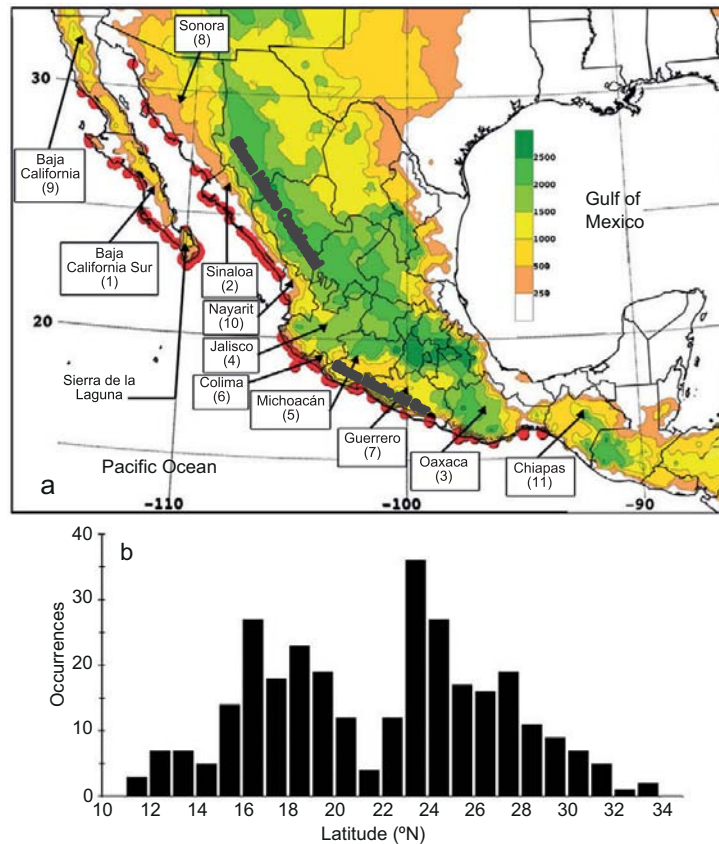 Sonora
(8)
30
Baja
California
(9)
2500
2000
1500
1000
500
250
Gulf of
Mexico
Baja
California Sur
(1)
Sinaloa
(2)
Nayarit
(10)
20
Jalisco
(4)
Sierra de la
Laguna
Colima
(6)
Michoacán
(5)
Guerrero
(7)
Oaxaca
(3)
Chiapas
(11)
Pacific Ocean
a
-110
-100
-90
b
40
30
20
10
0
Occurrences
10 12 14 16 18 20 22 24 26 28 30 32 34
Latitude (ºN)